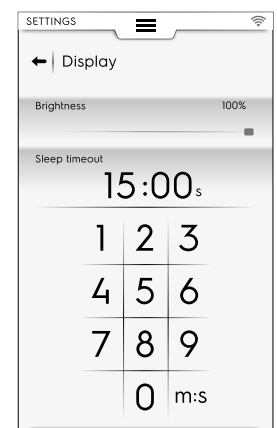 SETTINGS
Display
Brightness 100%
Sleep timeout
15:00s
1 2 3
4 5 6
7 8 9
0 m:s